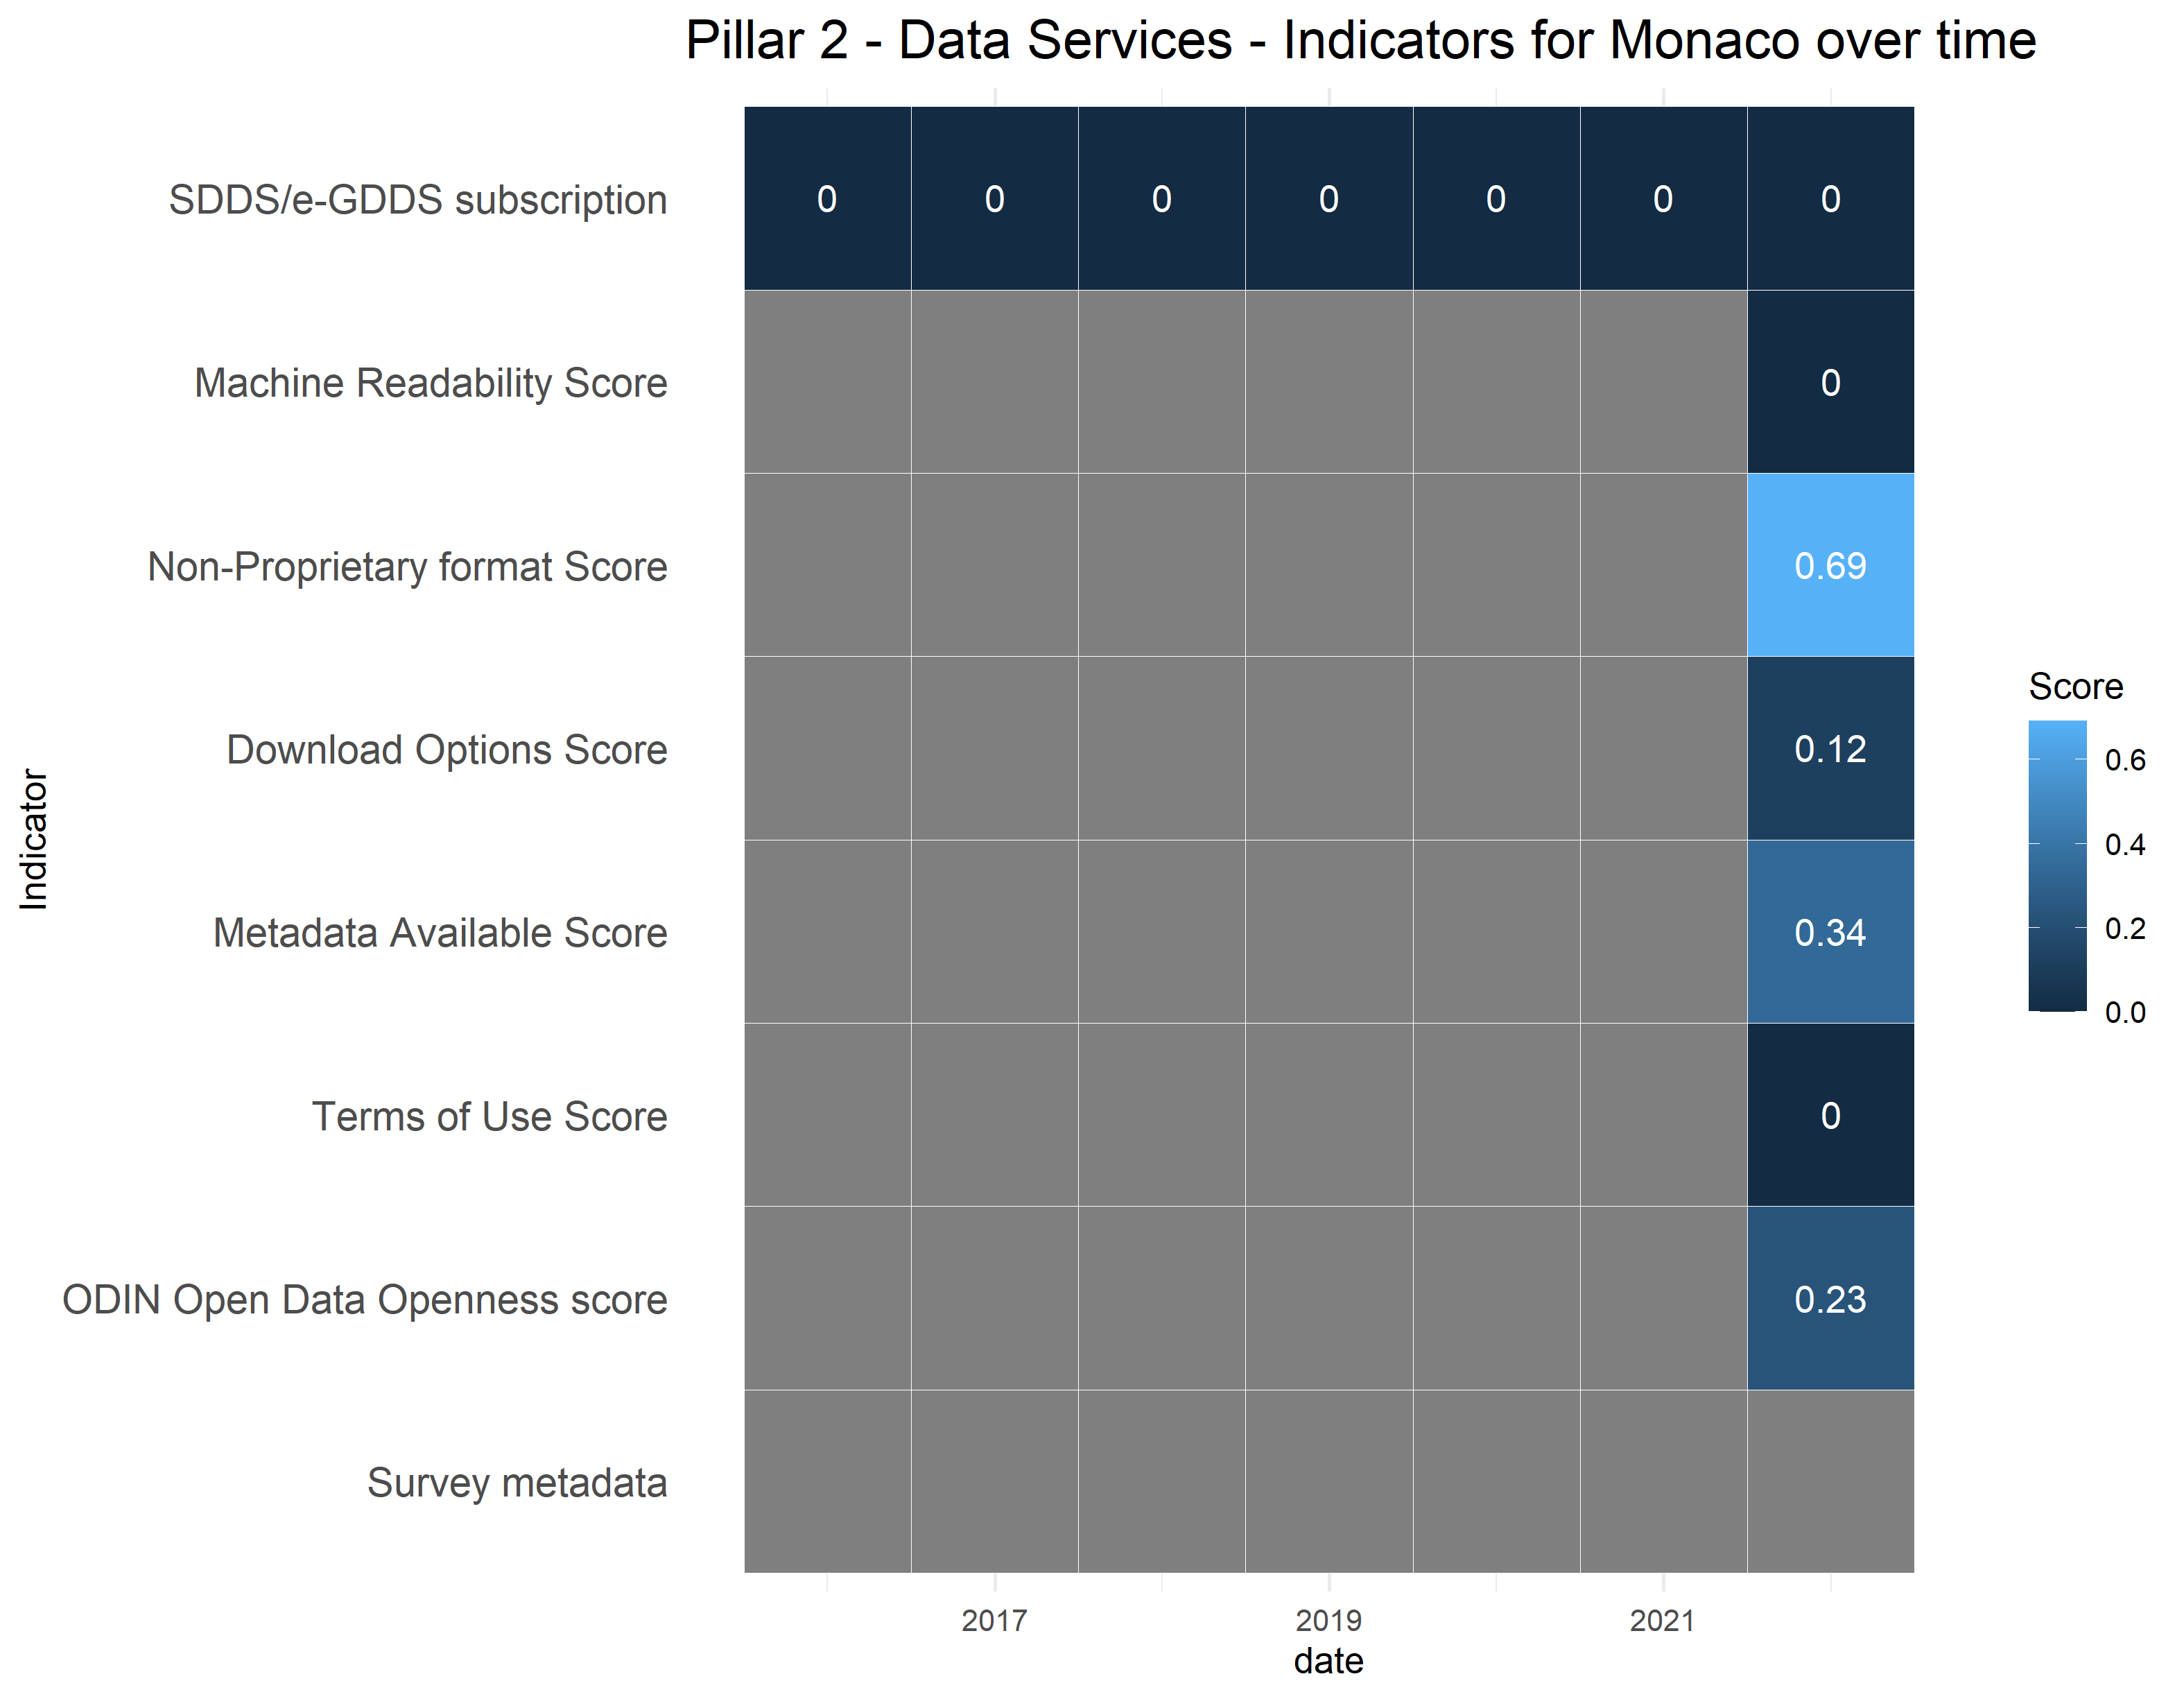 Pillar 2 - Data Services - Indicators for Monaco over time
Indicator
SDDS/e-GDDS subscription
0 0 0 0 0 0 0
Machine Readability Score
0
Non-Proprietary format Score
0.69
Download Options Score
0.12
Metadata Available Score
0.34
Terms of Use Score
0
ODIN Open Data Openness score
0.23
Survey metadata
2017 2019 2021
date
Score
0.6
0.4
0.2
0.0